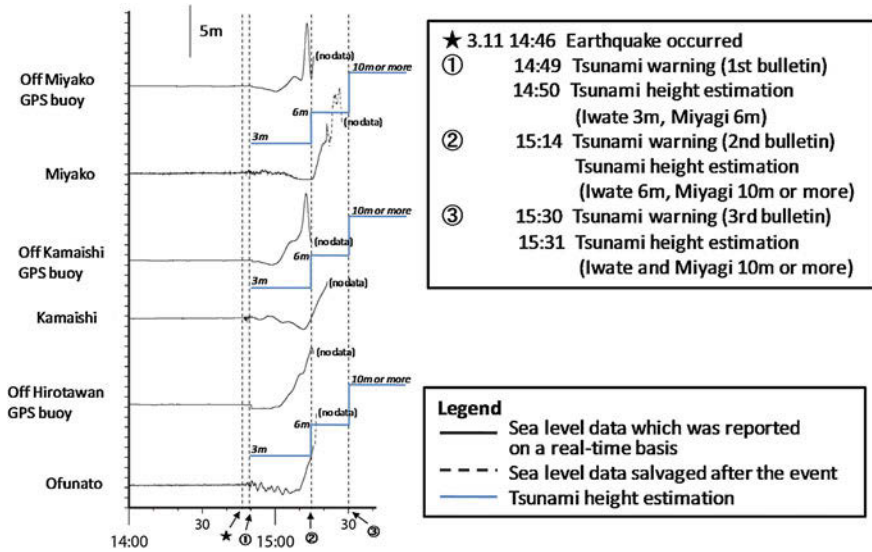 5m
(no data)
10m or more
Off Miyako
GPS buoy
6m
(no data)
3m
Miyako
10m or more
(no data)
Off Kamaishi
GPS buoy
6m
3m
(no data)
Kamaishi
(no data)
10m or more
Off Hirotawan
GPS buoy
(no data)
6m
3m
Ofunato
30 30
14:00 ★ ① 15:00 ② ③
★ 3.11 14:46 Earthquake occurred
① 14:49 Tsunami warning (1st bulletin)
14:50 Tsunami height estimation
(Iwate 3m, Miyagi 6m)
② 15:14 Tsunami warning (2nd bulletin)
Tsunami height estimation
(Iwate 6m, Miyagi 10m or more)
③ 15:30 Tsunami warning (3rd bulletin)
15:31 Tsunami height estimation
(Iwate and Miyagi 10m or more)
Legend
Sea level data which was reported
on a real-time basis
Sea level data salvaged after the event
Tsunami height estimation